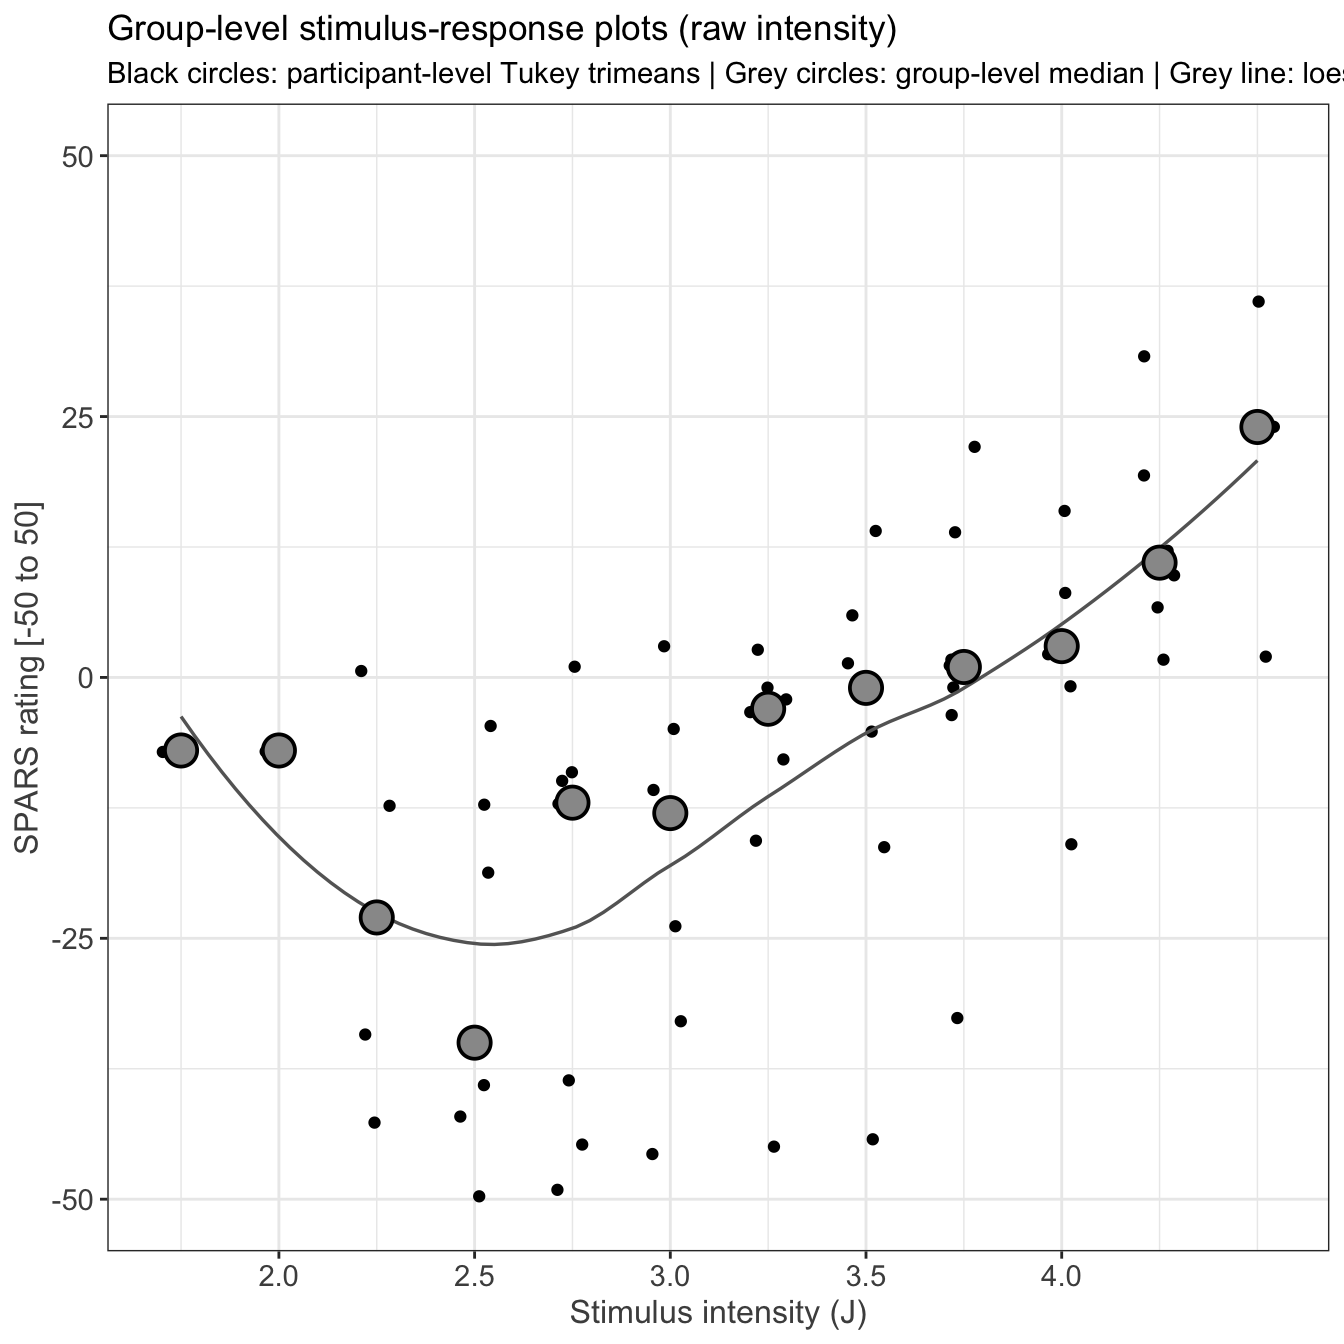 Group-level stimulus-response plots (raw intensity)
Black circles: participant-level Tukey trimeans | Grey circles: group-level median | Grey line:
50
25
0
-25
-50
SPARS rating [-50 to 50]
2.0 2.5 3.0 3.5 4.0
Stimulus intensity (J)